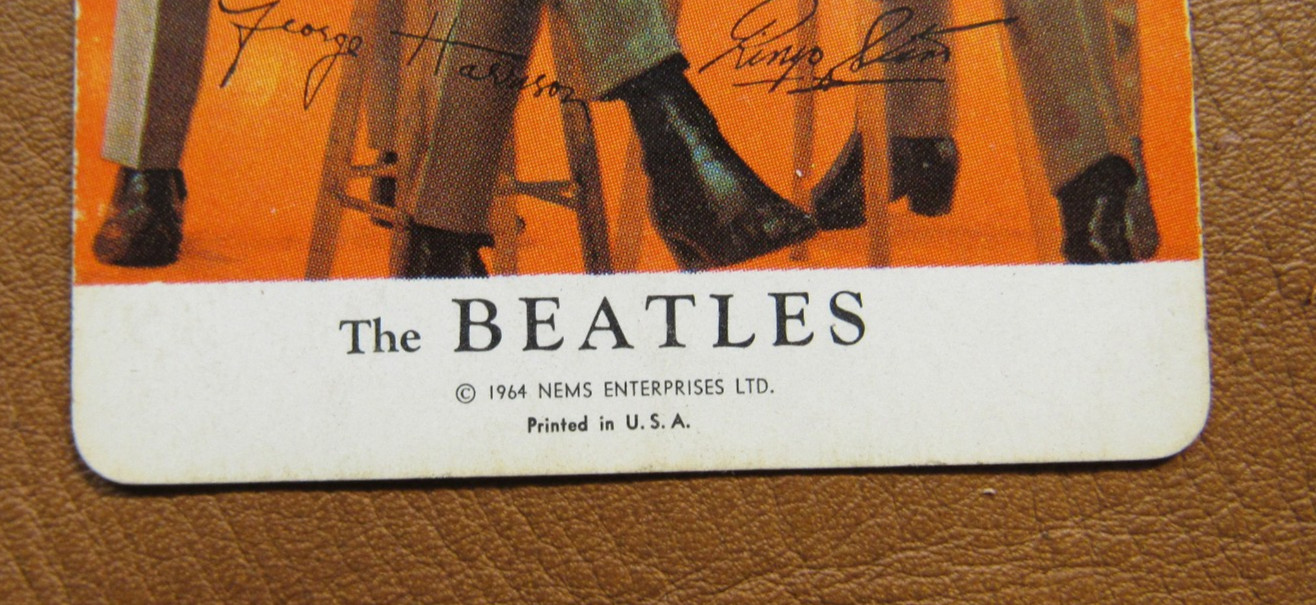 George Harrison
Ringo Starr
The BEATLES
© 1964 NEMS ENTERPRISES LTD.
Printed in U.S.A.